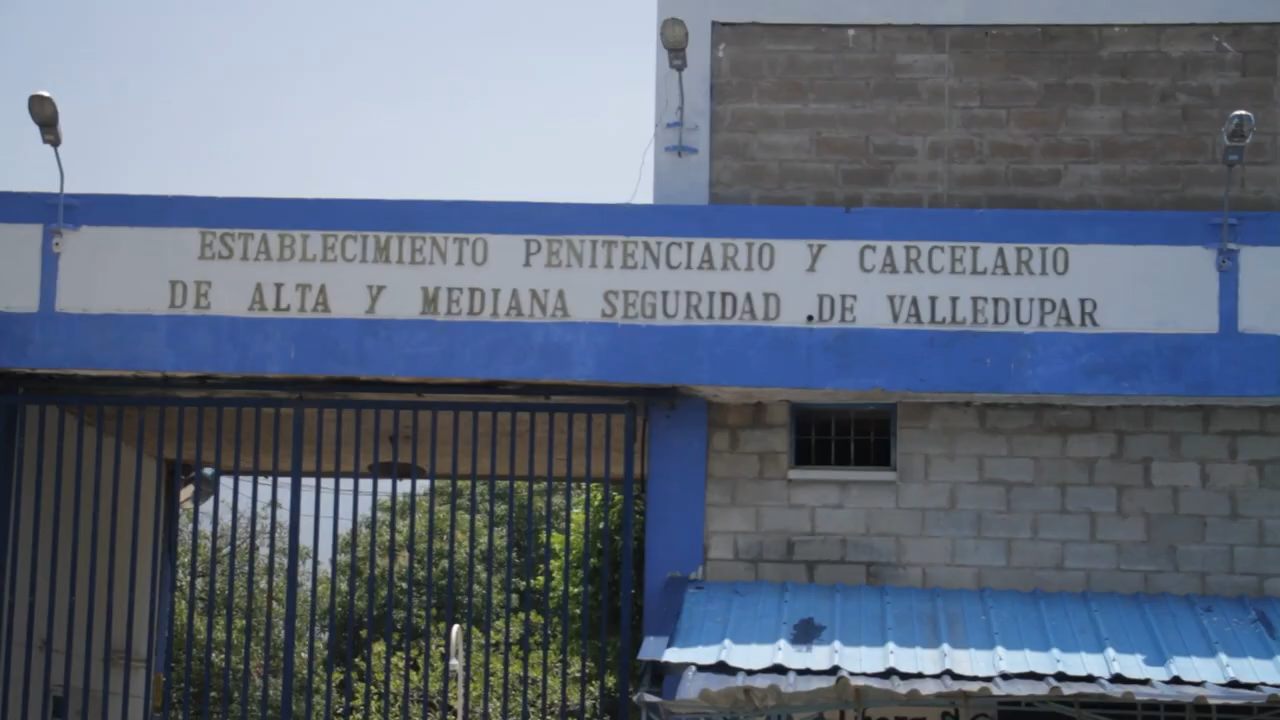 ESTABLECIMIENTO PENITENCIARIO Y CARCELARIO
DE ALTA Y MEDIANA SEGURIDAD DE VALLEDUPAR